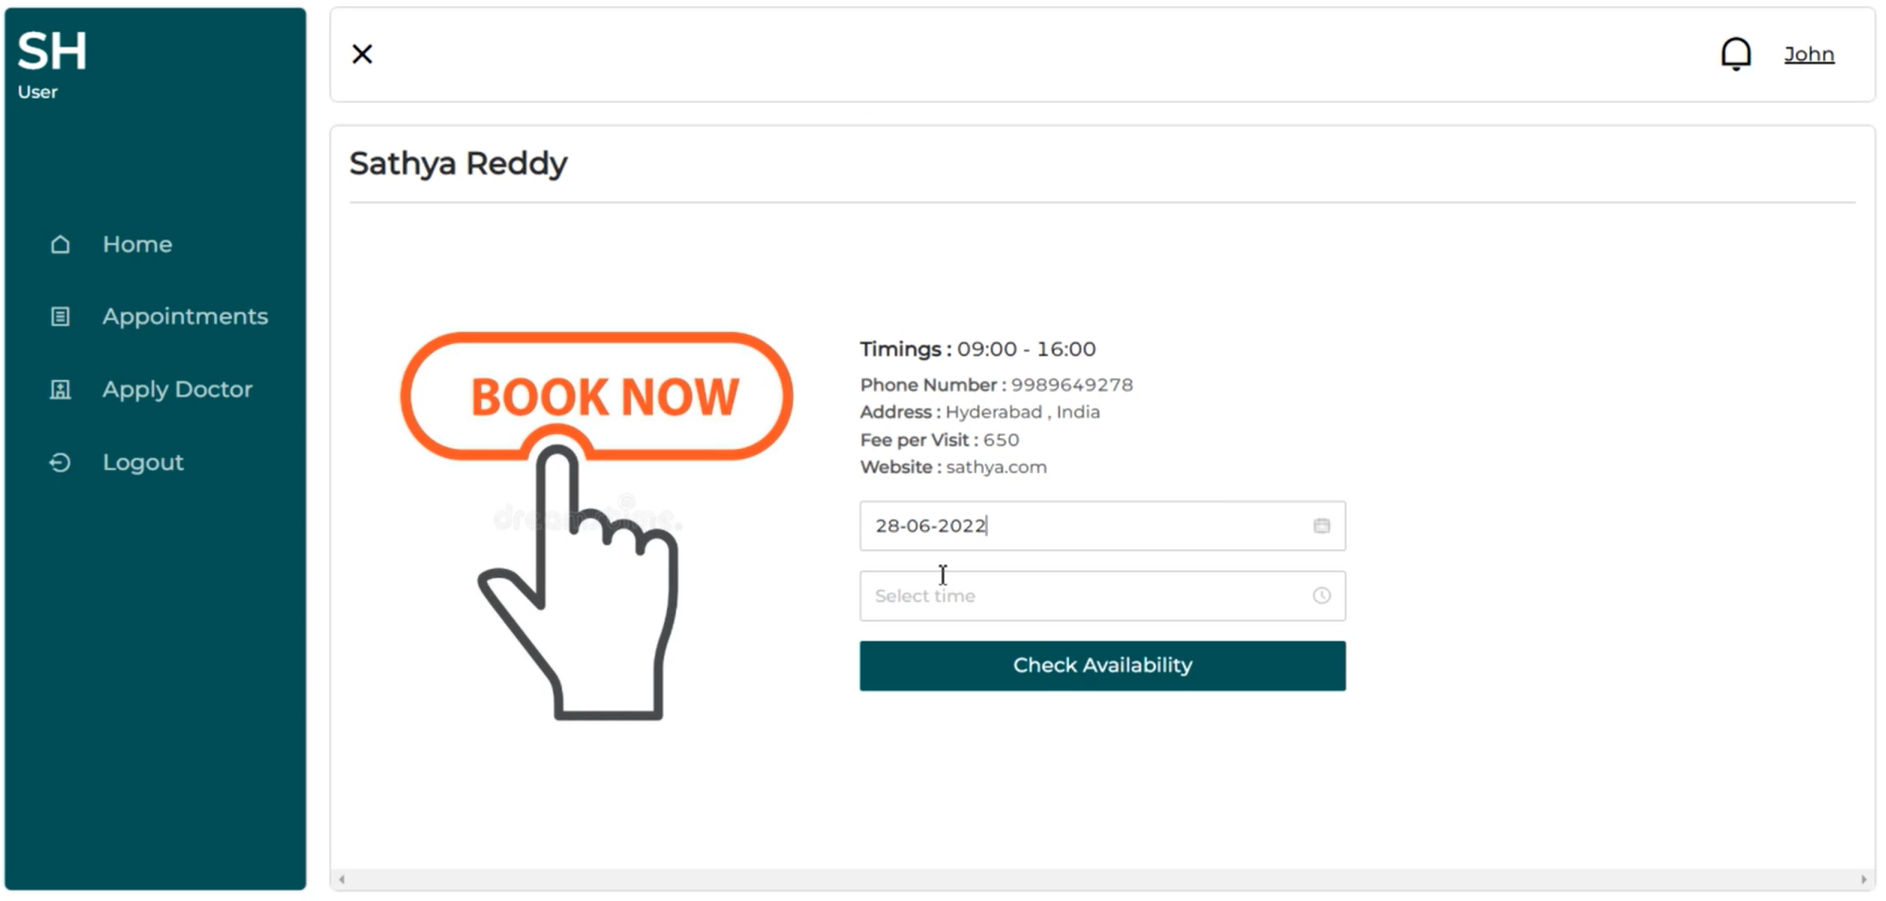 SH
User
Home
Appointments
Apply Doctor
Logout
John
Sathya Reddy
BOOK NOW
dreamstime.
Timings : 09:00 - 16:00
Phone Number : 9989649278
Address : Hyderabad , India
Fee per Visit : 650
Website : sathya.com
28-06-2022
Select time
Check Availability